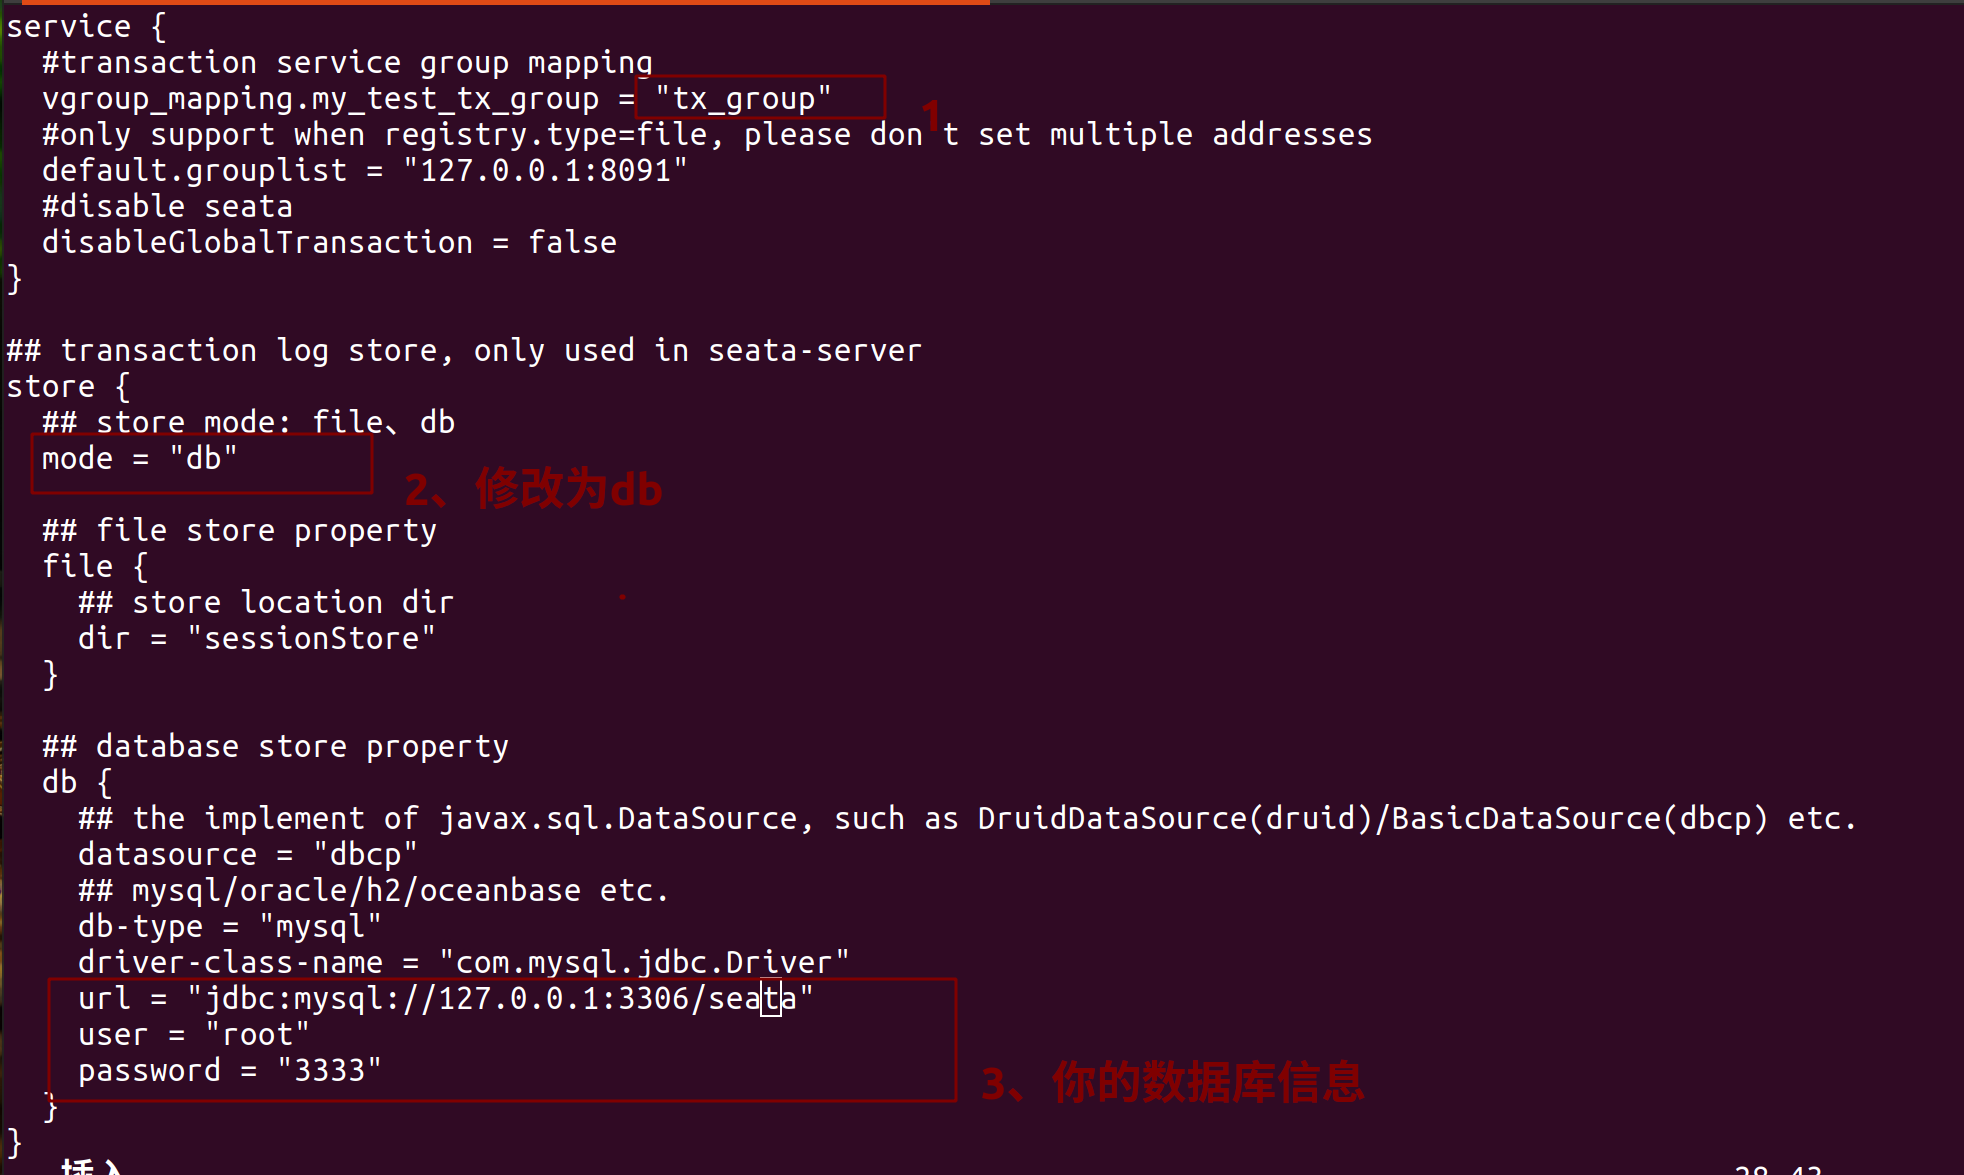 service {
#transaction service group mapping
vgroup_mapping.my_test_tx_group = "tx_group"
1
#only support when registry.type=file, please don t set multiple addresses
default.grouplist = "127.0.0.1:8091"
#disable seata
disableGlobalTransaction = false
}
## transaction log store, only used in seata-server
store {
## store mode: file、db
mode = "db"
2、修改为db
## file store property
file {
## store location dir
dir = "sessionStore"
}
## database store property
db {
## the implement of javax.sql.DataSource, such as DruidDataSource(druid)/BasicDataSource(dbcp) etc.
datasource = "dbcp"
## mysql/oracle/h2/oceanbase etc.
db-type = "mysql"
driver-class-name = "com.mysql.jdbc.Driver"
url = "jdbc:mysql://127.0.0.1:3306/seata"
user = "root"
password = "3333"
3、你的数据库信息
}
}
插入